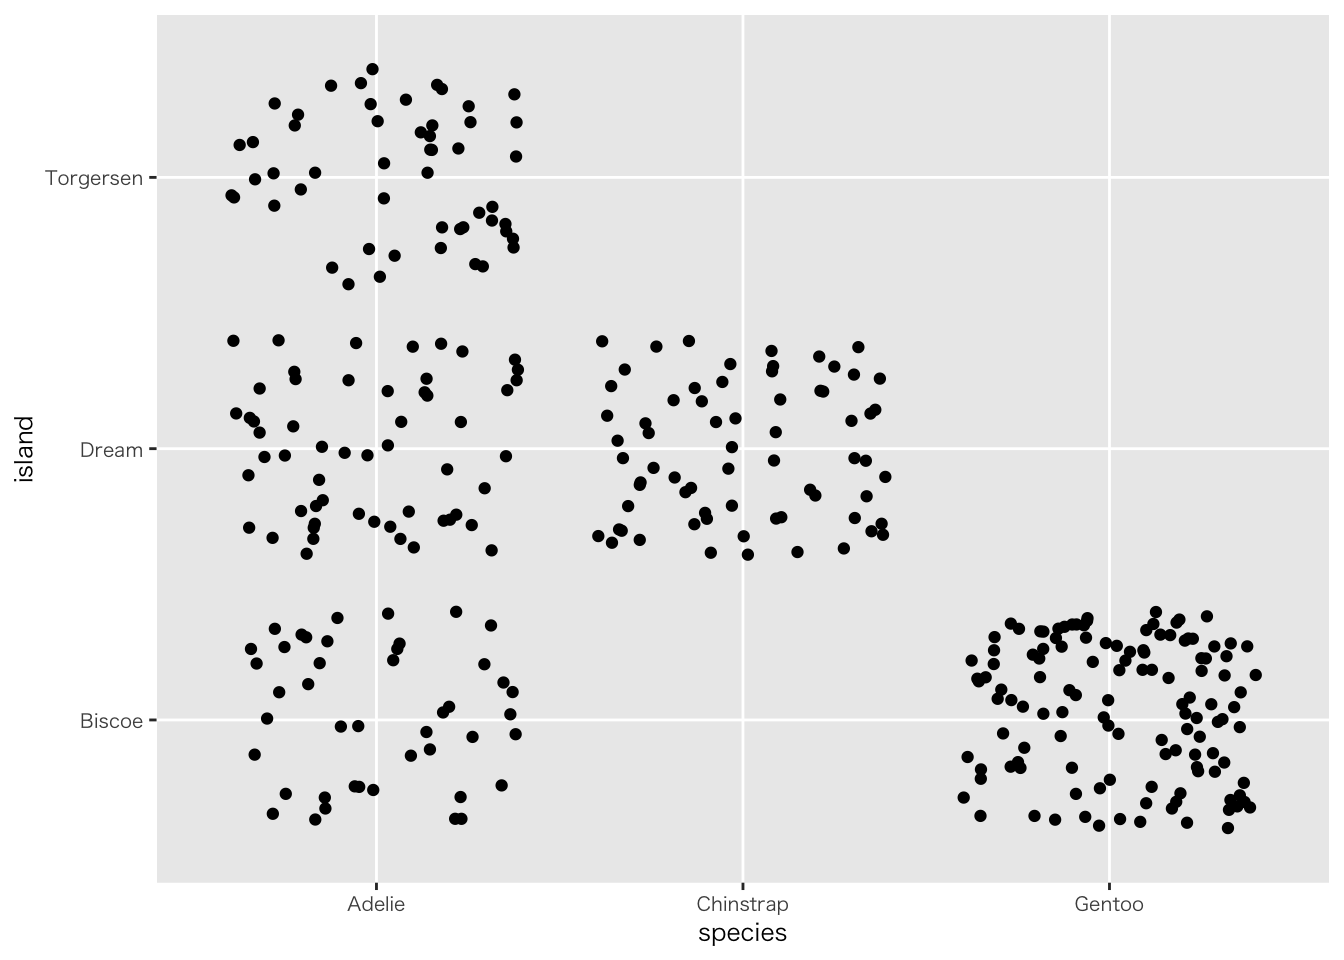 island
Torgersen
Dream
Biscoe
Adelie
Chinstrap
Gentoo
species